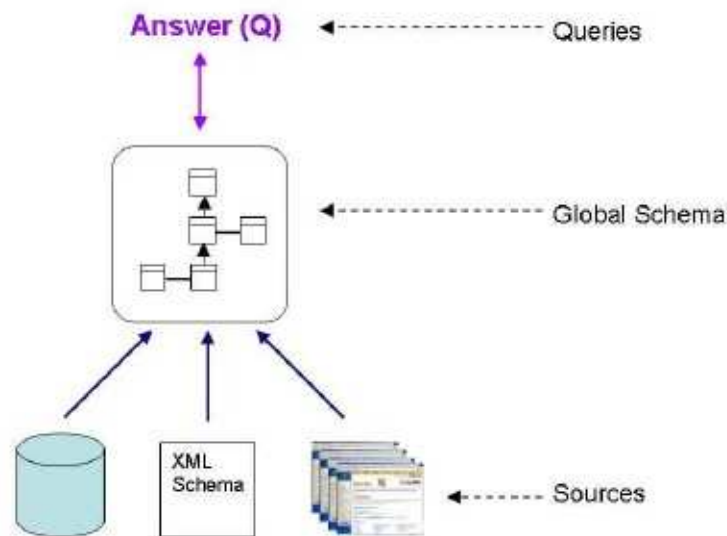 Answer (Q)
Queries
Global Schema
XML
Schema
Sources